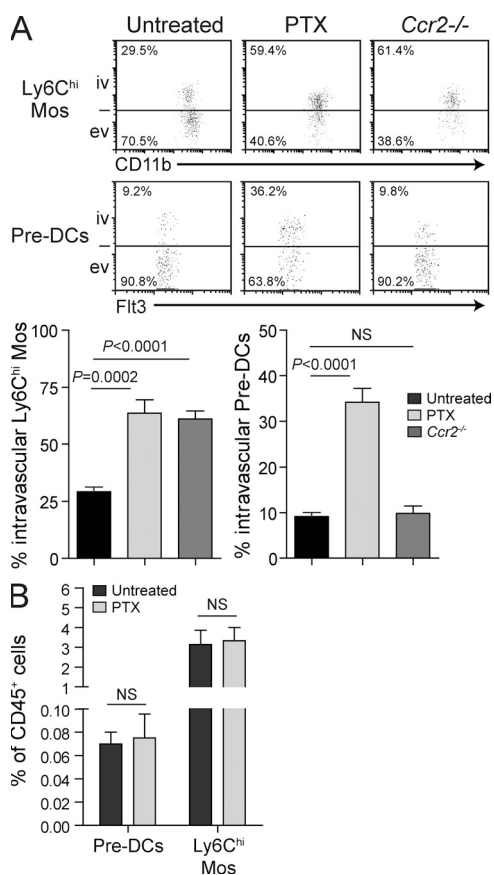 A
Untreated PTX Ccr2-/-
Ly6Chi Mos
iv
ev
29.5% 59.4% 61.4%
70.5% 40.6% 38.6%
CD11b
Pre-DCs
iv
ev
9.2% 36.2% 9.8%
90.8% 63.8% 90.2%
Flt3
% intravascular Ly6Chi Mos
100
75
50
25
0
P<0.0001
P=0.0002
% intravascular Pre-DCs
50
40
30
20
10
0
NS
P<0.0001
Untreated
PTX
Ccr2-/-
B
% of CD45+ cells
6
5
4
3
2
1
0.10
0.08
0.06
0.04
0.02
0.00
Untreated
PTX
NS
NS
Pre-DCs Ly6Chi
Mos